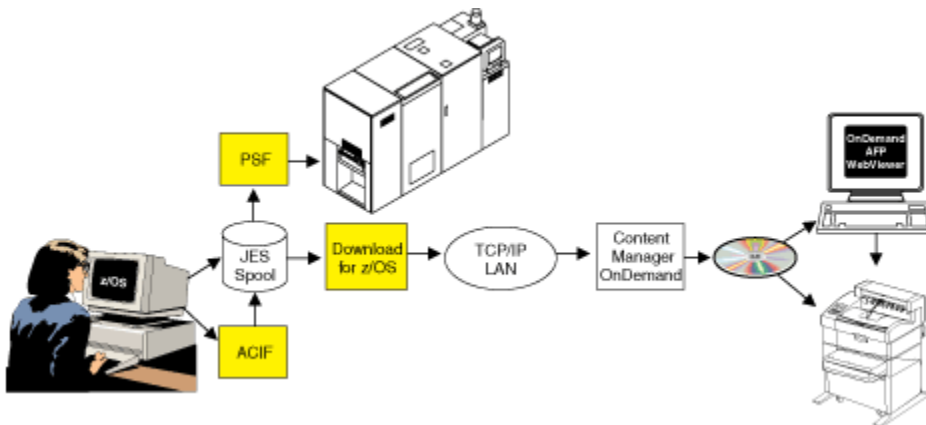 OnDemand
AFP
WebViewer
PSF
JES
Spool
Download
for z/OS
TCP/IP
LAN
Content
Manager
OnDemand
z/OS
ACIF